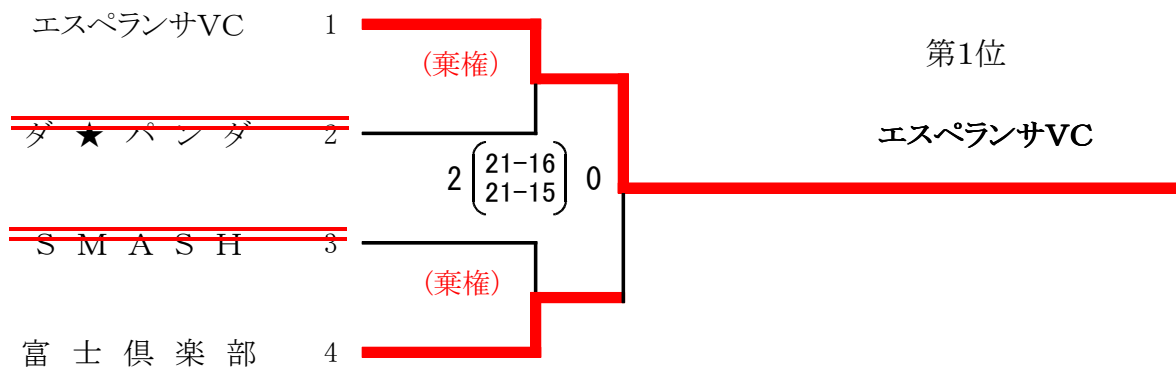 エスペランサVC 1
(棄権)
第1位
ダ★パンダ 2
エスペランサVC
2 21-16 0
21-15
SMASH 3
(棄権)
富士倶楽部 4